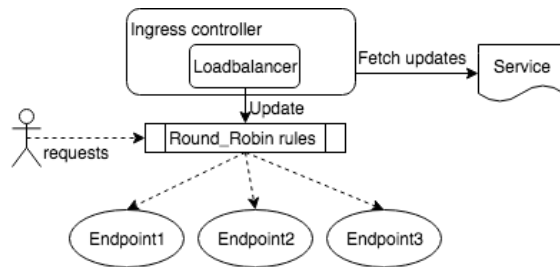 Ingress controller
Loadbalancer
Fetch updates
Service
Update
Round_Robin rules
requests
Endpoint1
Endpoint2
Endpoint3